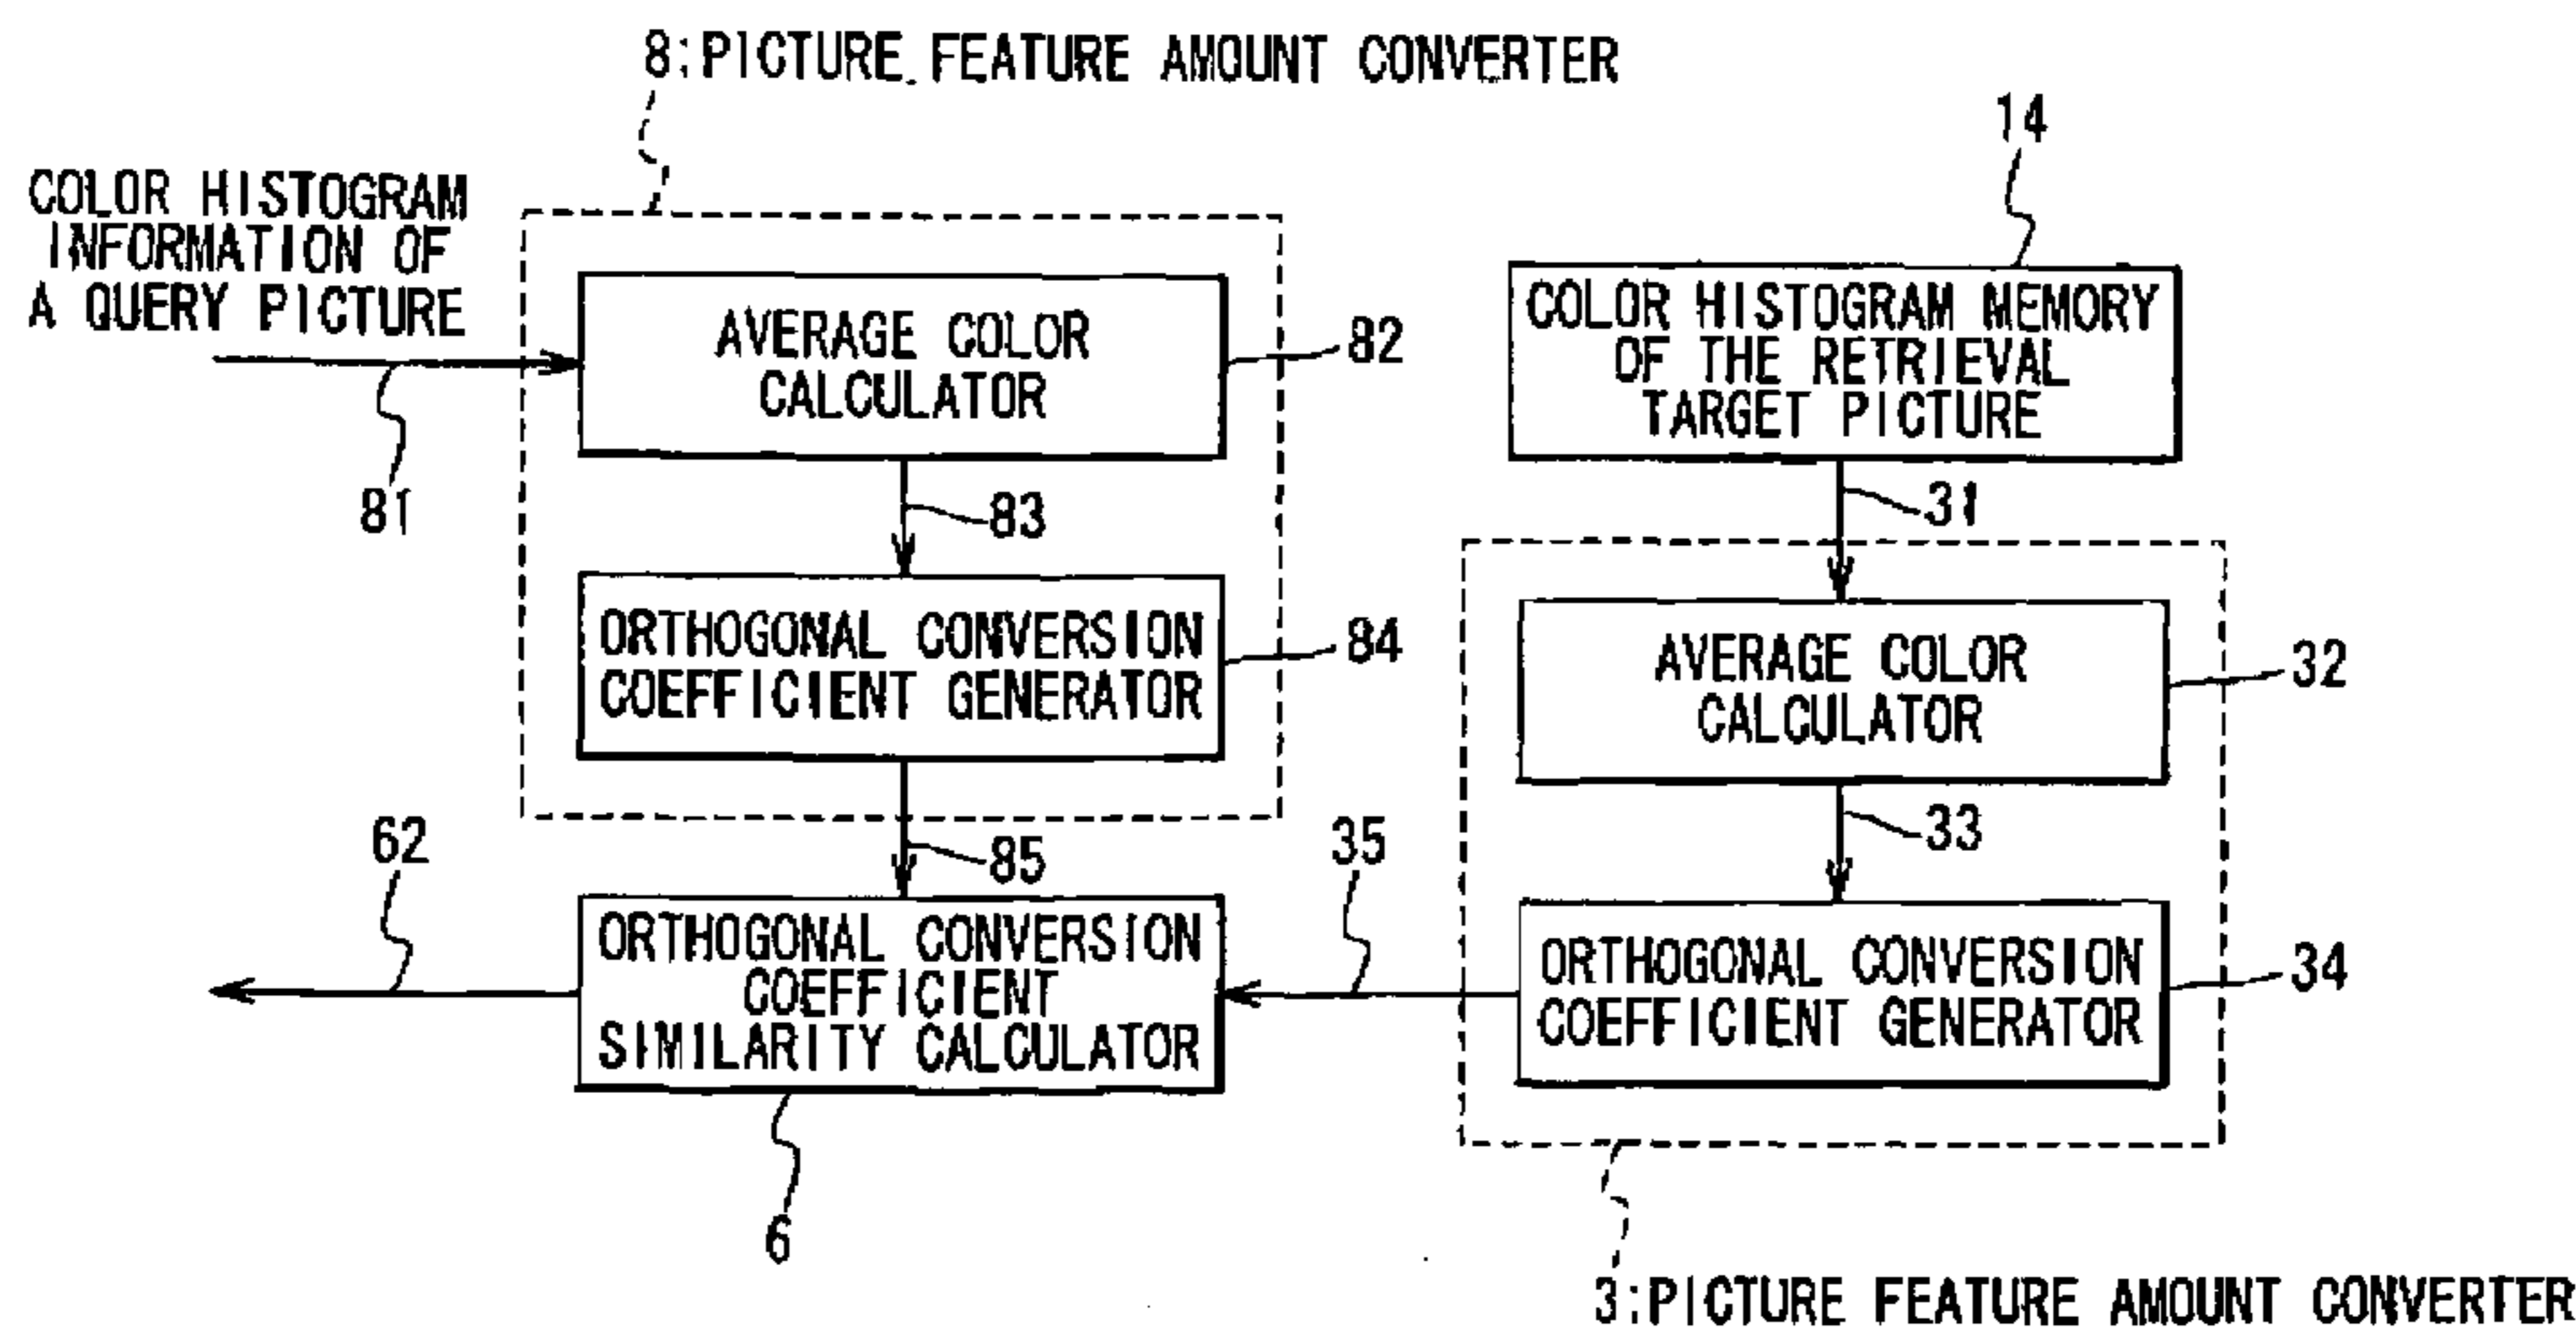 8:PICTURE FEATURE AMOUNT CONVERTER
14
COLOR HISTOGRAM
INFORMATION OF
A QUERY PICTURE
81
AVERAGE COLOR
CALCULATOR
82
83
ORTHOGONAL CONVERSION
COEFFICIENT GENERATOR
84
85
COLOR HISTOGRAM MEMORY
OF THE RETRIEVAL
TARGET PICTURE
31
AVERAGE COLOR
CALCULATOR
32
33
ORTHOGONAL CONVERSION
COEFFICIENT GENERATOR
34
35
62
ORTHOGONAL CONVERSION
COEFFICIENT
SIMILARITY CALCULATOR
6
3:PICTURE FEATURE AMOUNT CONVERTER